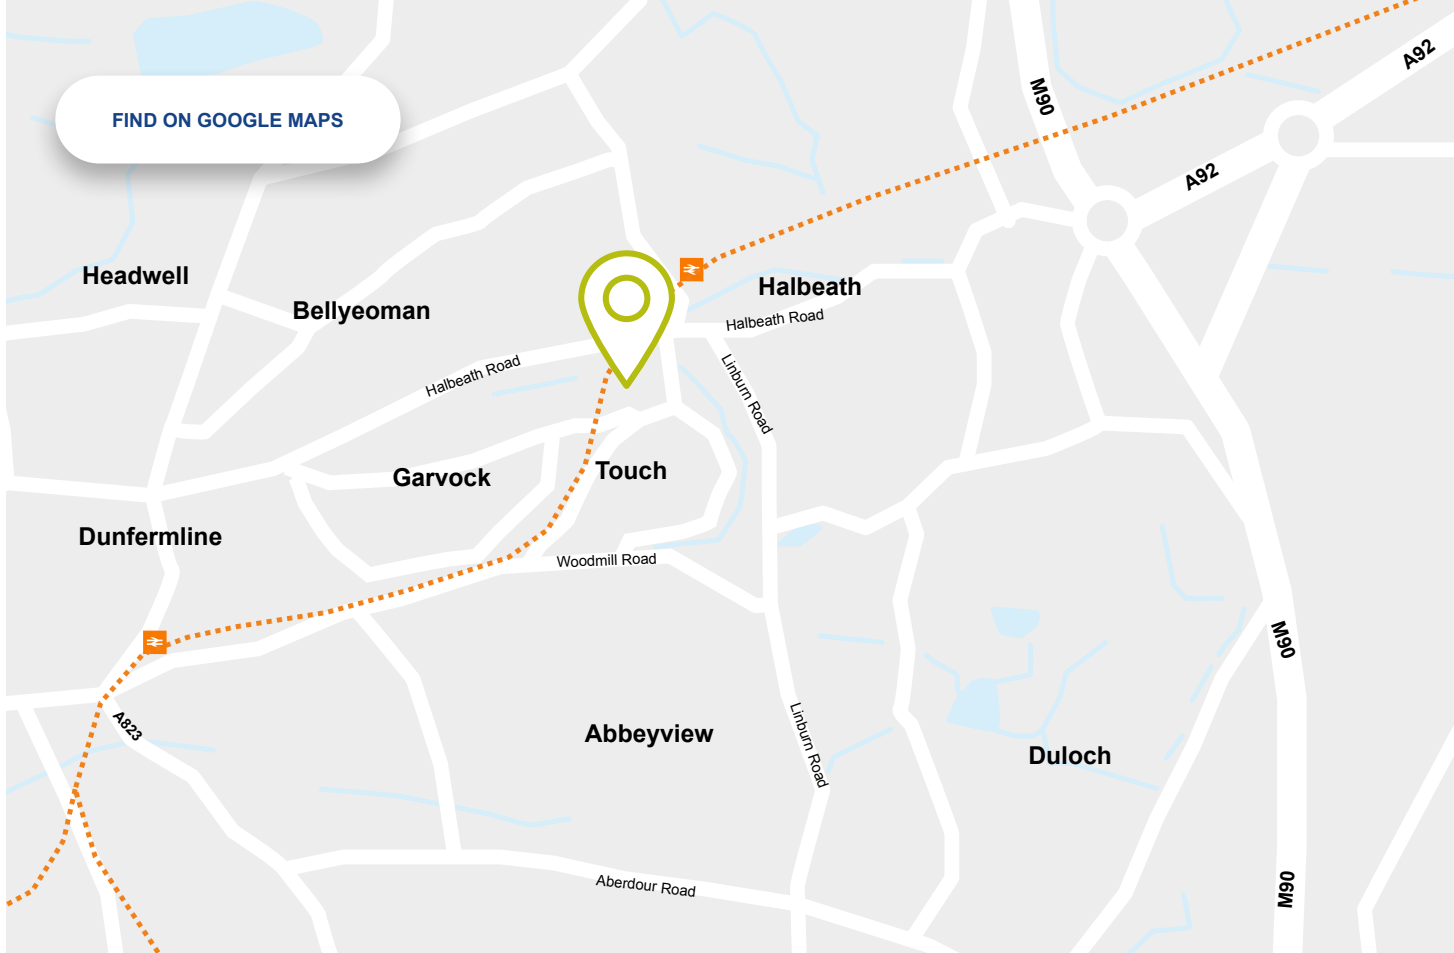 A92
M90
FIND ON GOOGLE MAPS
A92
Headwell
Halbeath
Bellyeoman
Halbeath Road
Halbeath Road
Linburn Road
Touch
Garvock
Dunfermline
Woodmill Road
M90
A823
Abbeyview
Linburn Road
Duloch
Aberdour Road
M90